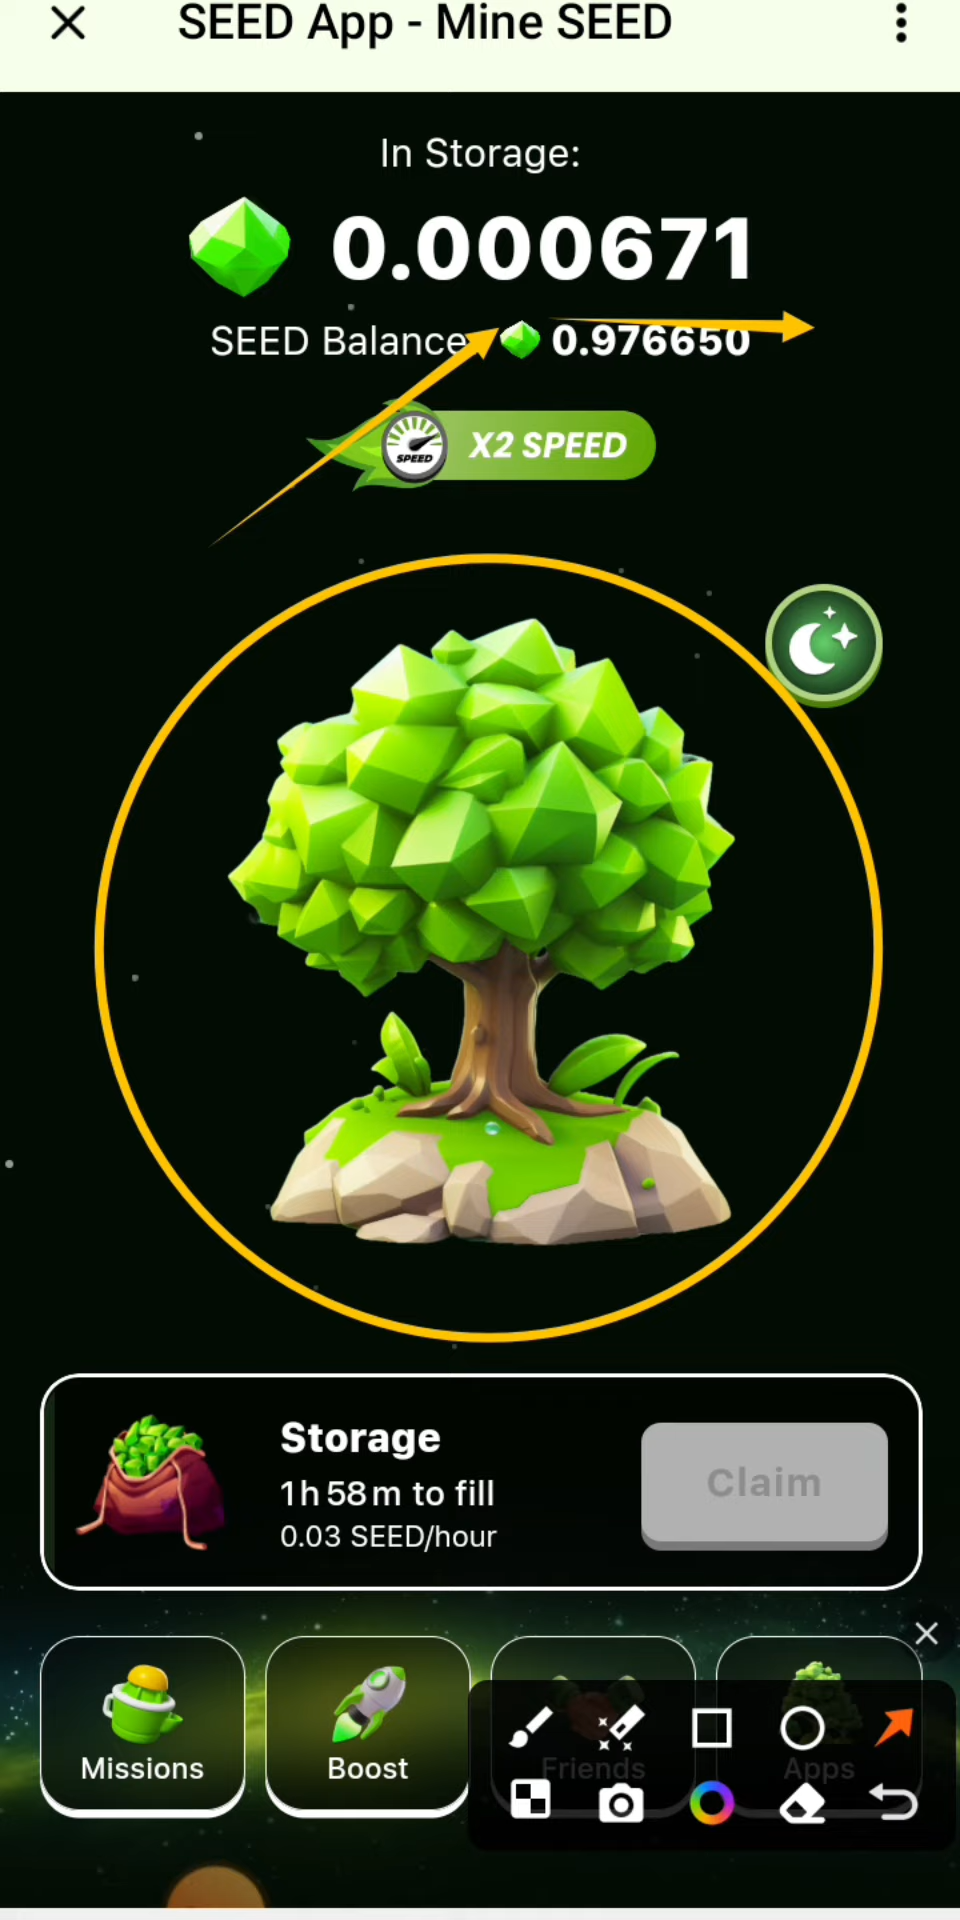 SEED App - Mine SEED
In Storage:
0.000671
SEED Balance 0.976650
SPEED
X2 SPEED
Storage
1h 58m to fill
0.03 SEED/hour
Claim
Missions
Boost
Friends
Apps